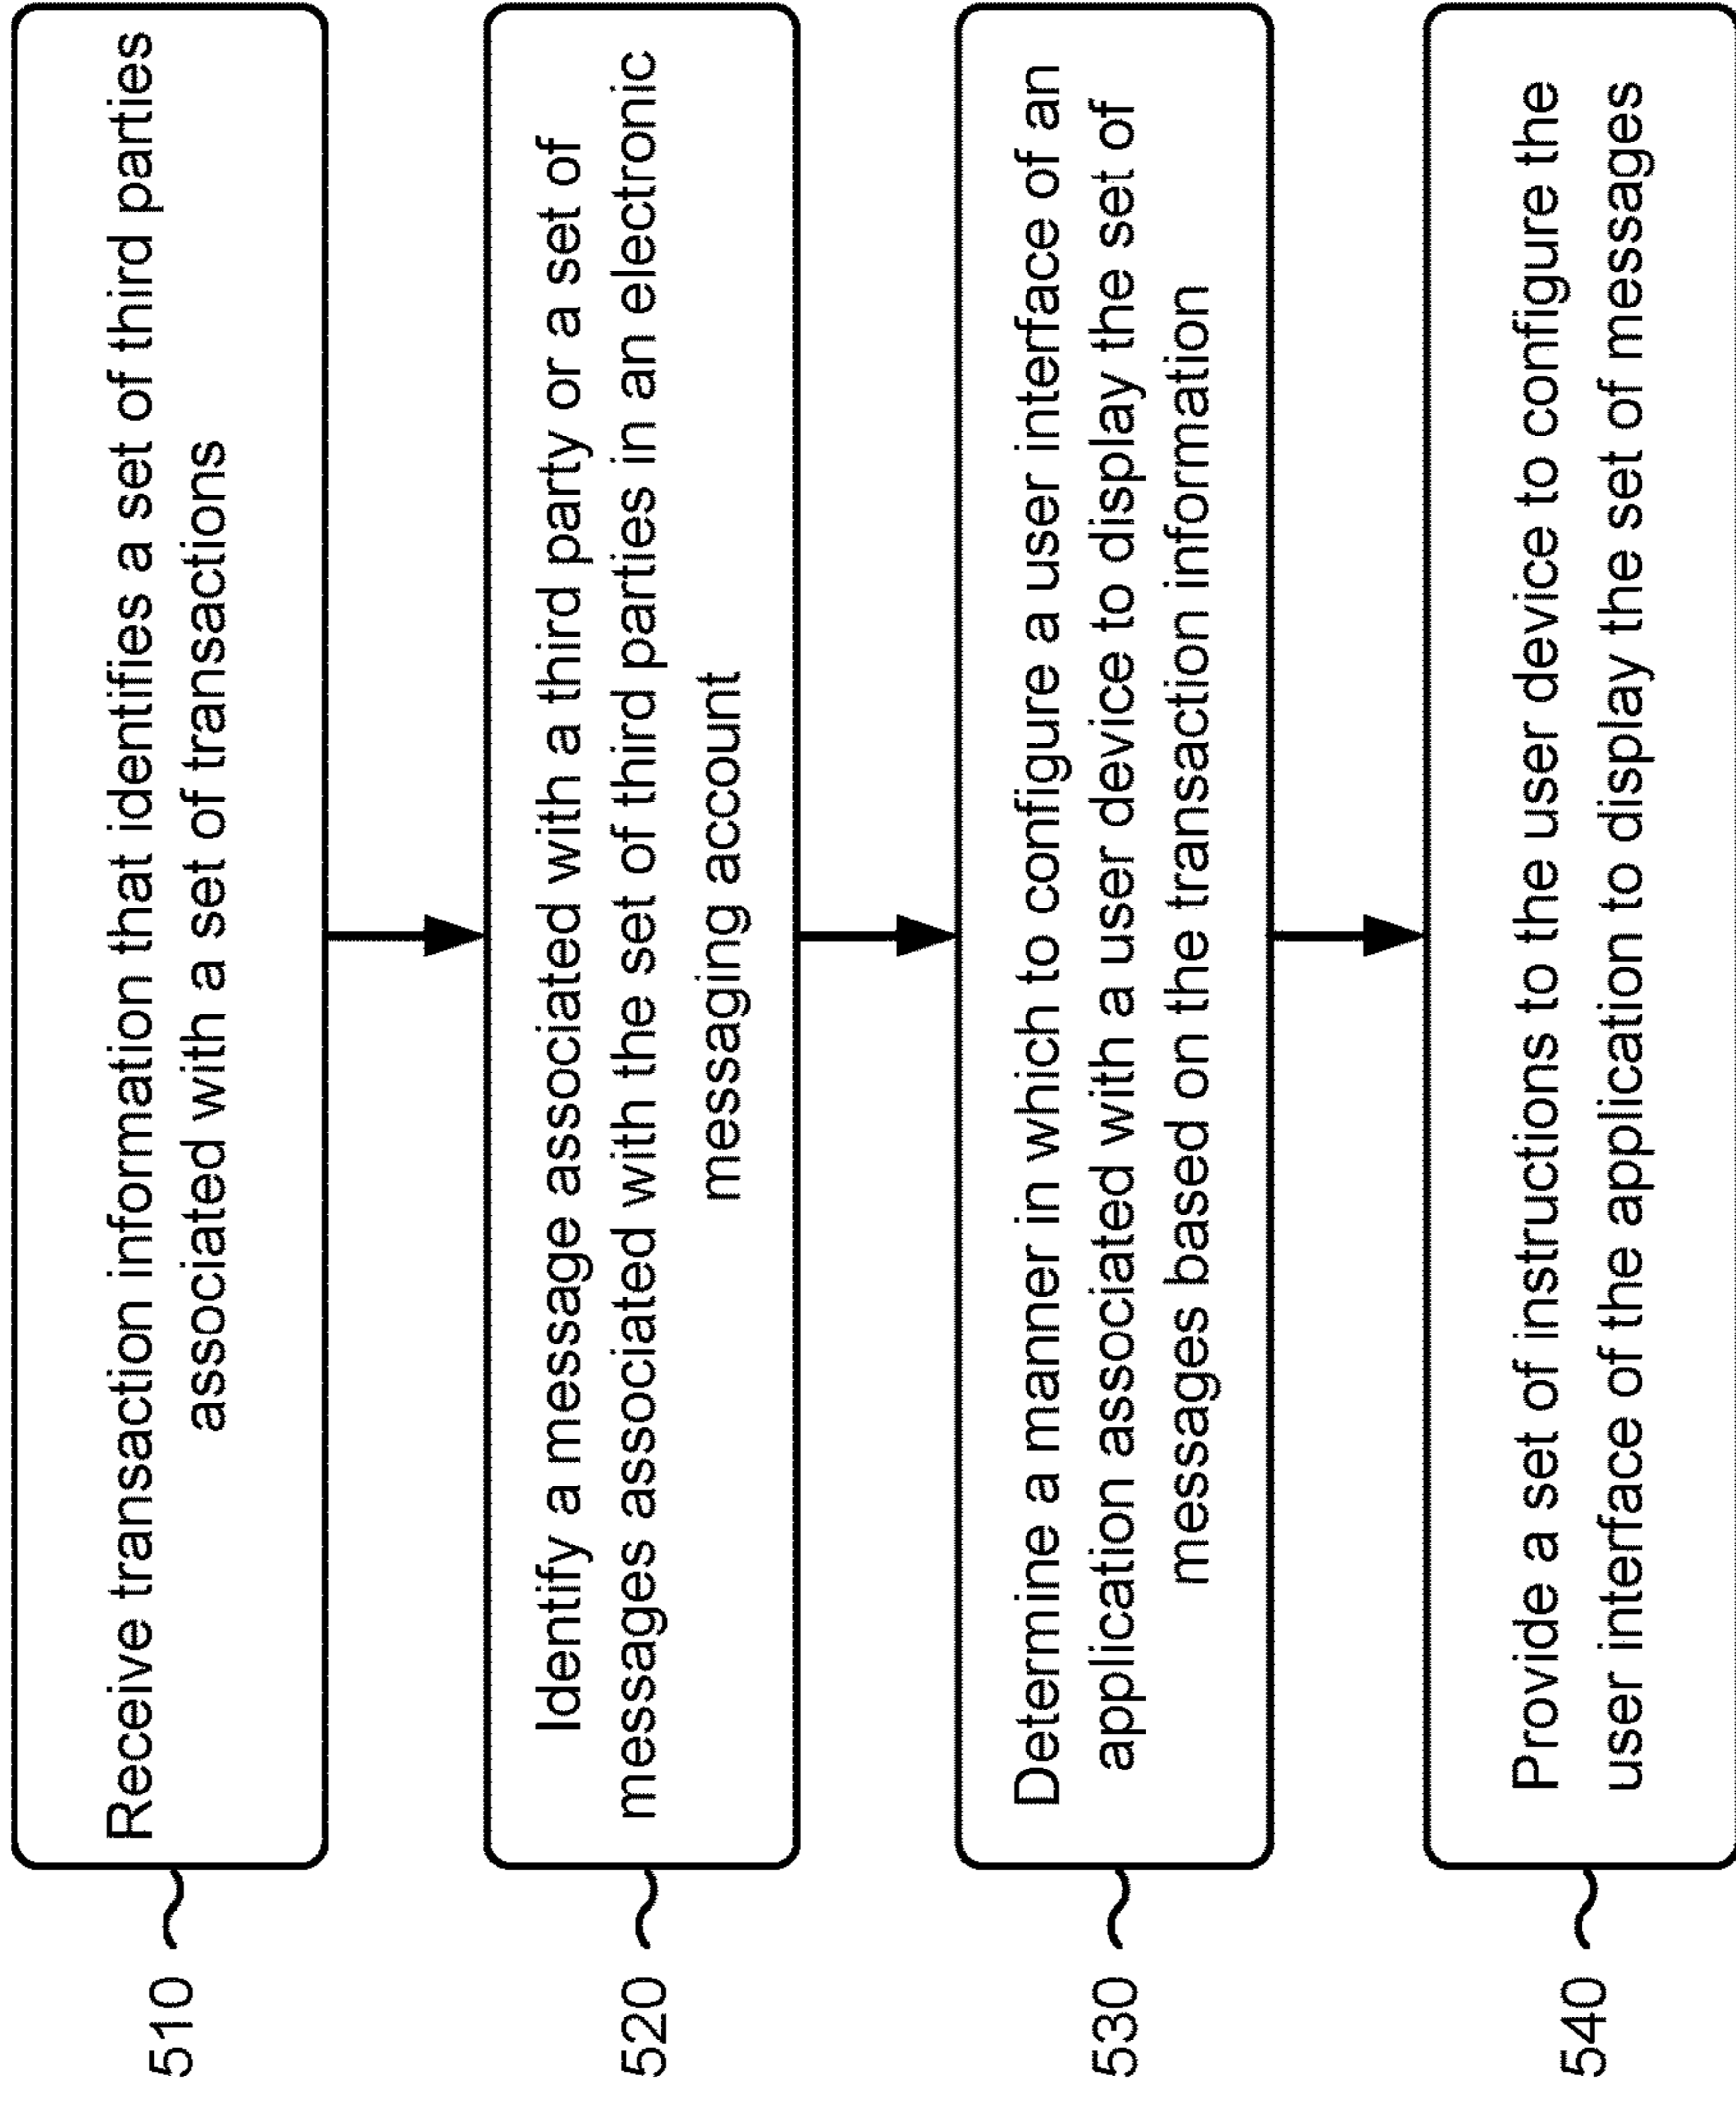 510
Receive transaction information that identifies a set of third parties
associated with a set of transactions
520
Identify a message associated with a third party or a set of
messages associated with the set of third parties in an electronic
messaging account
530
Determine a manner in which to configure a user interface of an
application associated with a user device to display the set of
messages based on the transaction information
540
Provide a set of instructions to the user device to configure the
user interface of the application to display the set of messages